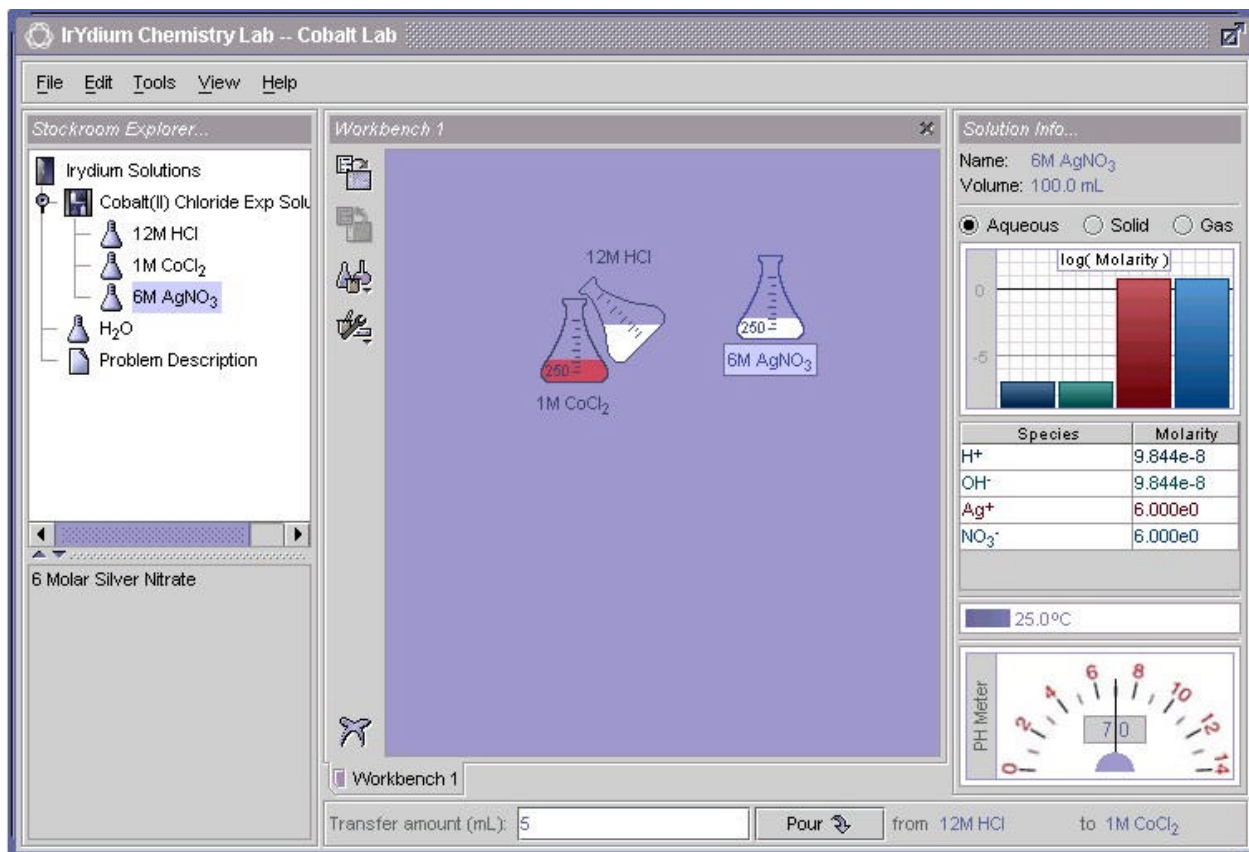 IrYdium Chemistry Lab -- Cobalt Lab
File Edit Tools View Help
Stockroom Explorer...
Irydium Solutions
Cobalt(II) Chloride Exp Solu
12M HCl
1M CoCl₂
6M AgNO₃
H₂O
Problem Description
6 Molar Silver Nitrate
Workbench 1
12M HCl
250
1M CoCl₂
250
6M AgNO₃
Workbench 1
Solution Info...
Name: 6M AgNO₃
Volume: 100.0 mL
Aqueous Solid Gas
log( Molarity )
0
-5
Species Molarity
H⁺ 9.844e-8
OH⁻ 9.844e-8
Ag⁺ 6.000e0
NO₃⁻ 6.000e0
25.0ºC
PH Meter
0 2 4 6 8 10 12 14
7.0
Transfer amount (mL): 5 Pour from 12M HCl to 1M CoCl₂